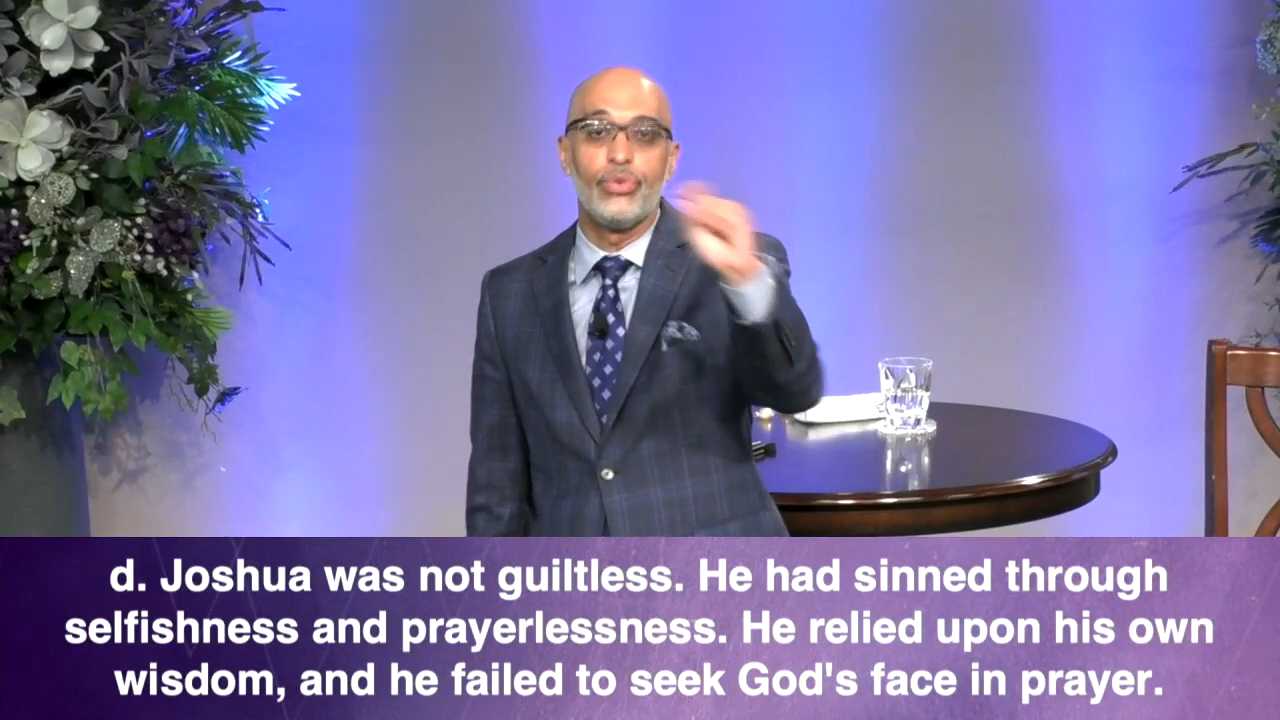 d. Joshua was not guiltless. He had sinned through
selfishness and prayerlessness. He relied upon his own
wisdom, and he failed to seek God's face in prayer.